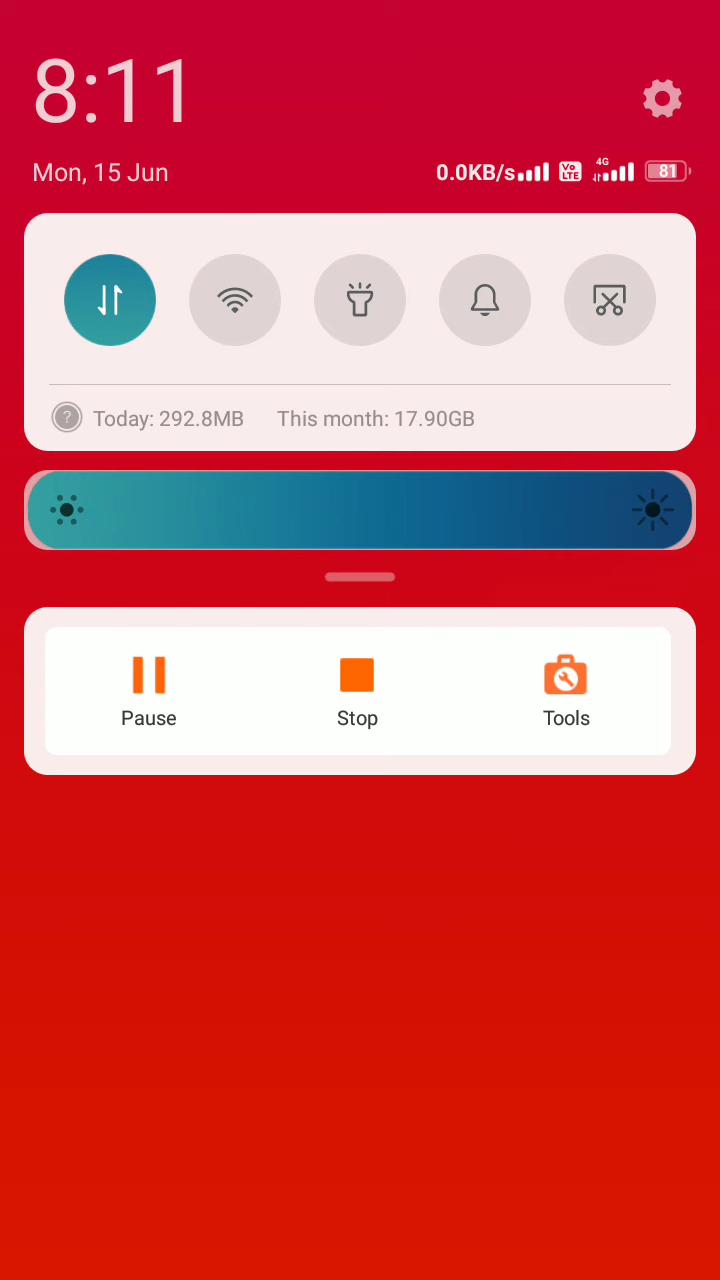 8:11
Mon, 15 Jun
0.0KB/s Vo LTE 4G 81
? Today: 292.8MB This month: 17.90GB
Pause Stop Tools